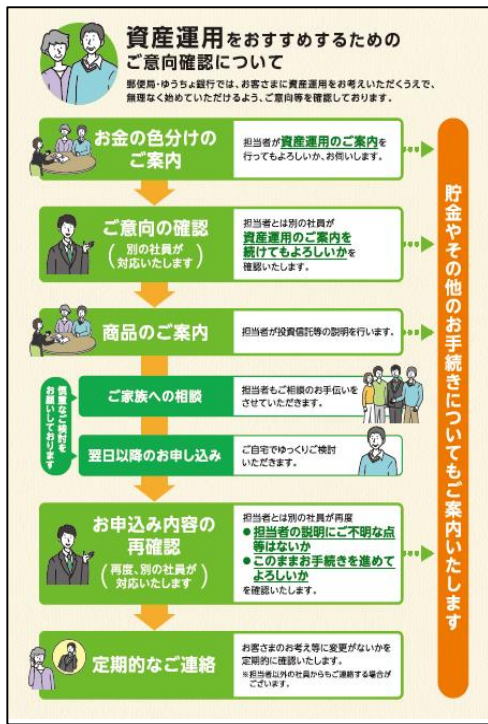 資産運用をおすすめするための
ご意向確認について
郵便局・ゆうちょ銀行では、お客さまに資産運用をお考えいただくうえで、
無理なく始めていただけるよう、ご意向等を確認しております。
お金の色分けの
ご案内
担当者が資産運用のご案内を
行ってもよろしいか、お伺いします。
ご意向の確認
(別の社員が
対応いたします)
担当者とは別の社員が
資産運用のご案内を
続けてもよろしいかを
確認いたします。
商品のご案内
担当者が投資信託等の説明を行います。
慎重なご検討を
お願いしております
ご家族への相談
担当者もご相談のお手伝いを
させていただきます。
翌日以降のお申し込み
ご自宅でゆっくりご検討
いただきます。
お申込み内容の
再確認
(再度、別の社員が
対応いたします)
担当者とは別の社員が再度
●担当者の説明にご不明な点
等はないか
●このままお手続きを進めて
よろしいか
を確認いたします。
定期的なご連絡
お客さまのお考え等に変更がないかを
定期的に確認いたします。
※担当者以外の社員からもご連絡する場合が
ございます。
貯金やその他のお手続きについてもご案内いたします